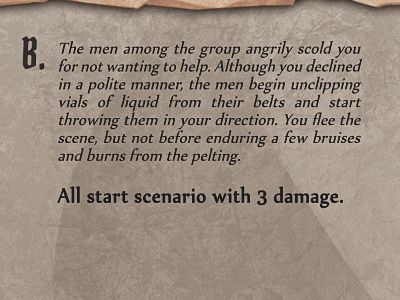 B. The men among the group angrily scold you
for not wanting to help. Although you declined
in a polite manner, the men begin unclipping
vials of liquid from their belts and start
throwing them in your direction. You flee the
scene, but not before enduring a few bruises
and burns from the pelting.
All start scenario with 3 damage.